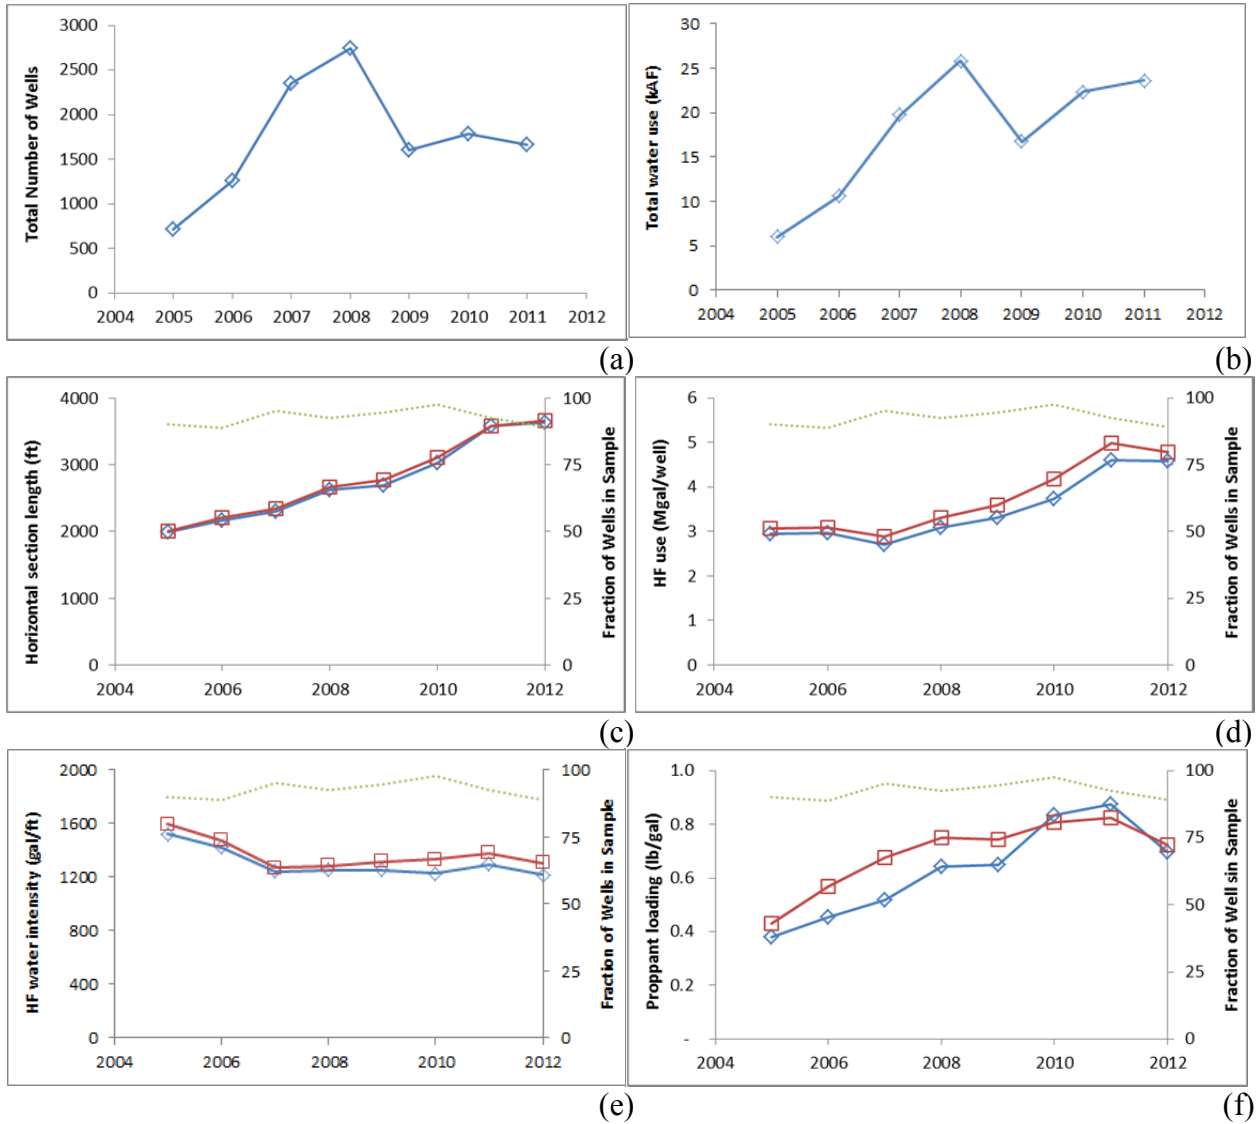 Total Number of Wells
3000
2500
2000
1500
1000
500
0
2004 2005 2006 2007 2008 2009 2010 2011 2012
(a)
Total water use (kAF)
30
25
20
15
10
5
0
2004 2005 2006 2007 2008 2009 2010 2011 2012
(b)
Horizontal section length (ft)
4000
3000
2000
1000
0
2004 2006 2008 2010 2012
100
75
50
25
0
Fraction of Wells in Sample
(c)
HF use (Mgal/well)
6
5
4
3
2
1
0
2004 2006 2008 2010 2012
100
75
50
25
0
Fraction of Wells in Sample
(d)
HF water intensity (gal/ft)
2000
1600
1200
800
400
0
2004 2006 2008 2010 2012
100
75
50
25
0
Fraction of Wells in Sample
(e)
Proppant loading (lb/gal)
1.0
0.8
0.6
0.4
0.2
-
2004 2006 2008 2010 2012
100
75
50
25
0
Fraction of Well sin Sample
(f)